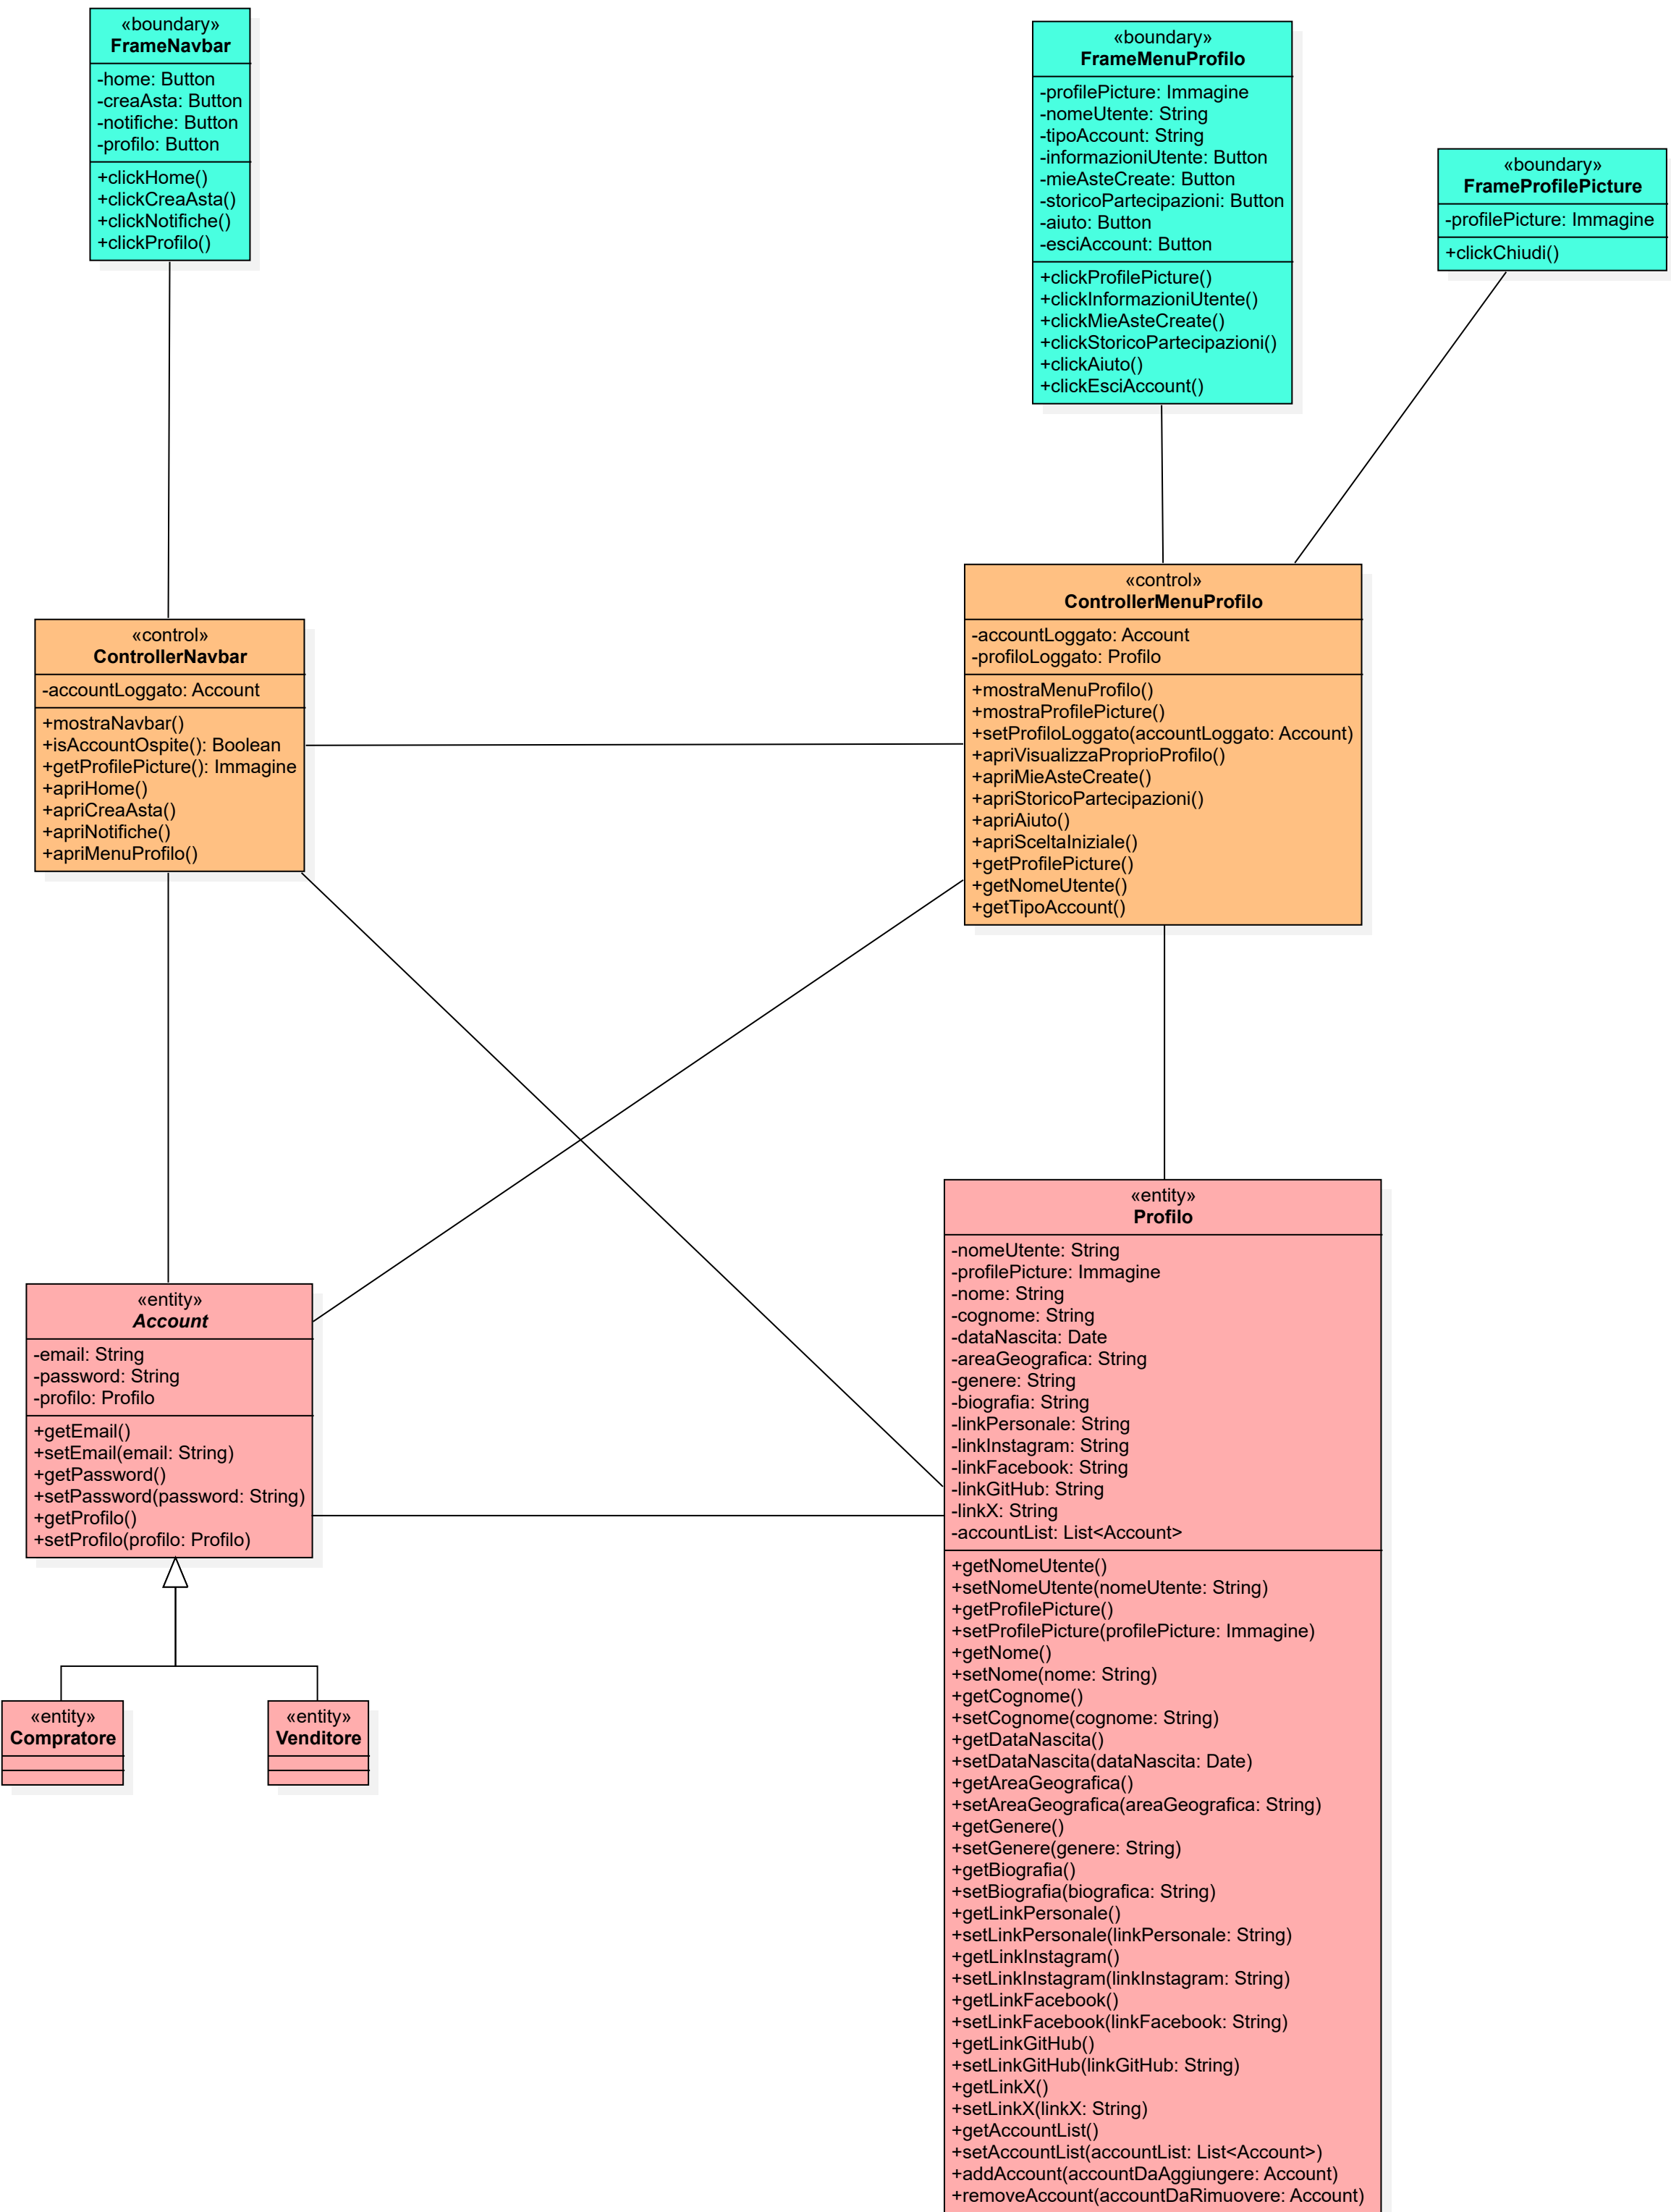 «boundary»
FrameNavbar
-home: Button
-creaAsta: Button
-notifiche: Button
-profilo: Button
+clickHome()
+clickCreaAsta()
+clickNotifiche()
+clickProfilo()
«boundary»
FrameMenuProfilo
-profilePicture: Immagine
-nomeUtente: String
-tipoAccount: String
-informazioniUtente: Button
-mieAsteCreate: Button
-storicoPartecipazioni: Button
-aiuto: Button
-esciAccount: Button
+clickProfilePicture()
+clickInformazioniUtente()
+clickMieAsteCreate()
+clickStoricoPartecipazioni()
+clickAiuto()
+clickEsciAccount()
«boundary»
FrameProfilePicture
-profilePicture: Immagine
+clickChiudi()
«control»
ControllerNavbar
-accountLoggato: Account
+mostraNavbar()
+isAccountOspite(): Boolean
+getProfilePicture(): Immagine
+apriHome()
+apriCreaAsta()
+apriNotifiche()
+apriMenuProfilo()
«control»
ControllerMenuProfilo
-accountLoggato: Account
-profiloLoggato: Profilo
+mostraMenuProfilo()
+mostraProfilePicture()
+setProfiloLoggato(accountLoggato: Account)
+apriVisualizzaProprioProfilo()
+apriMieAsteCreate()
+apriStoricoPartecipazioni()
+apriAiuto()
+apriSceltaIniziale()
+getProfilePicture()
+getNomeUtente()
+getTipoAccount()
«entity»
Account
-email: String
-password: String
-profilo: Profilo
+getEmail()
+setEmail(email: String)
+getPassword()
+setPassword(password: String)
+getProfilo()
+setProfilo(profilo: Profilo)
«entity»
Compratore
«entity»
Venditore
«entity»
Profilo
-nomeUtente: String
-profilePicture: Immagine
-nome: String
-cognome: String
-dataNascita: Date
-areaGeografica: String
-genere: String
-biografia: String
-linkPersonale: String
-linkInstagram: String
-linkFacebook: String
-linkGitHub: String
-linkX: String
-accountList: List<Account>
+getNomeUtente()
+setNomeUtente(nomeUtente: String)
+getProfilePicture()
+setProfilePicture(profilePicture: Immagine)
+getNome()
+setNome(nome: String)
+getCognome()
+setCognome(cognome: String)
+getDataNascita()
+setDataNascita(dataNascita: Date)
+getAreaGeografica()
+setAreaGeografica(areaGeografica: String)
+getGenere()
+setGenere(genere: String)
+getBiografia()
+setBiografia(biografica: String)
+getLinkPersonale()
+setLinkPersonale(linkPersonale: String)
+getLinkInstagram()
+setLinkInstagram(linkInstagram: String)
+getLinkFacebook()
+setLinkFacebook(linkFacebook: String)
+getLinkGitHub()
+setLinkGitHub(linkGitHub: String)
+getLinkX()
+setLinkX(linkX: String)
+getAccountList()
+setAccountList(accountList: List<Account>)
+addAccount(accountDaAggiungere: Account)
+removeAccount(accountDaRimuovere: Account)